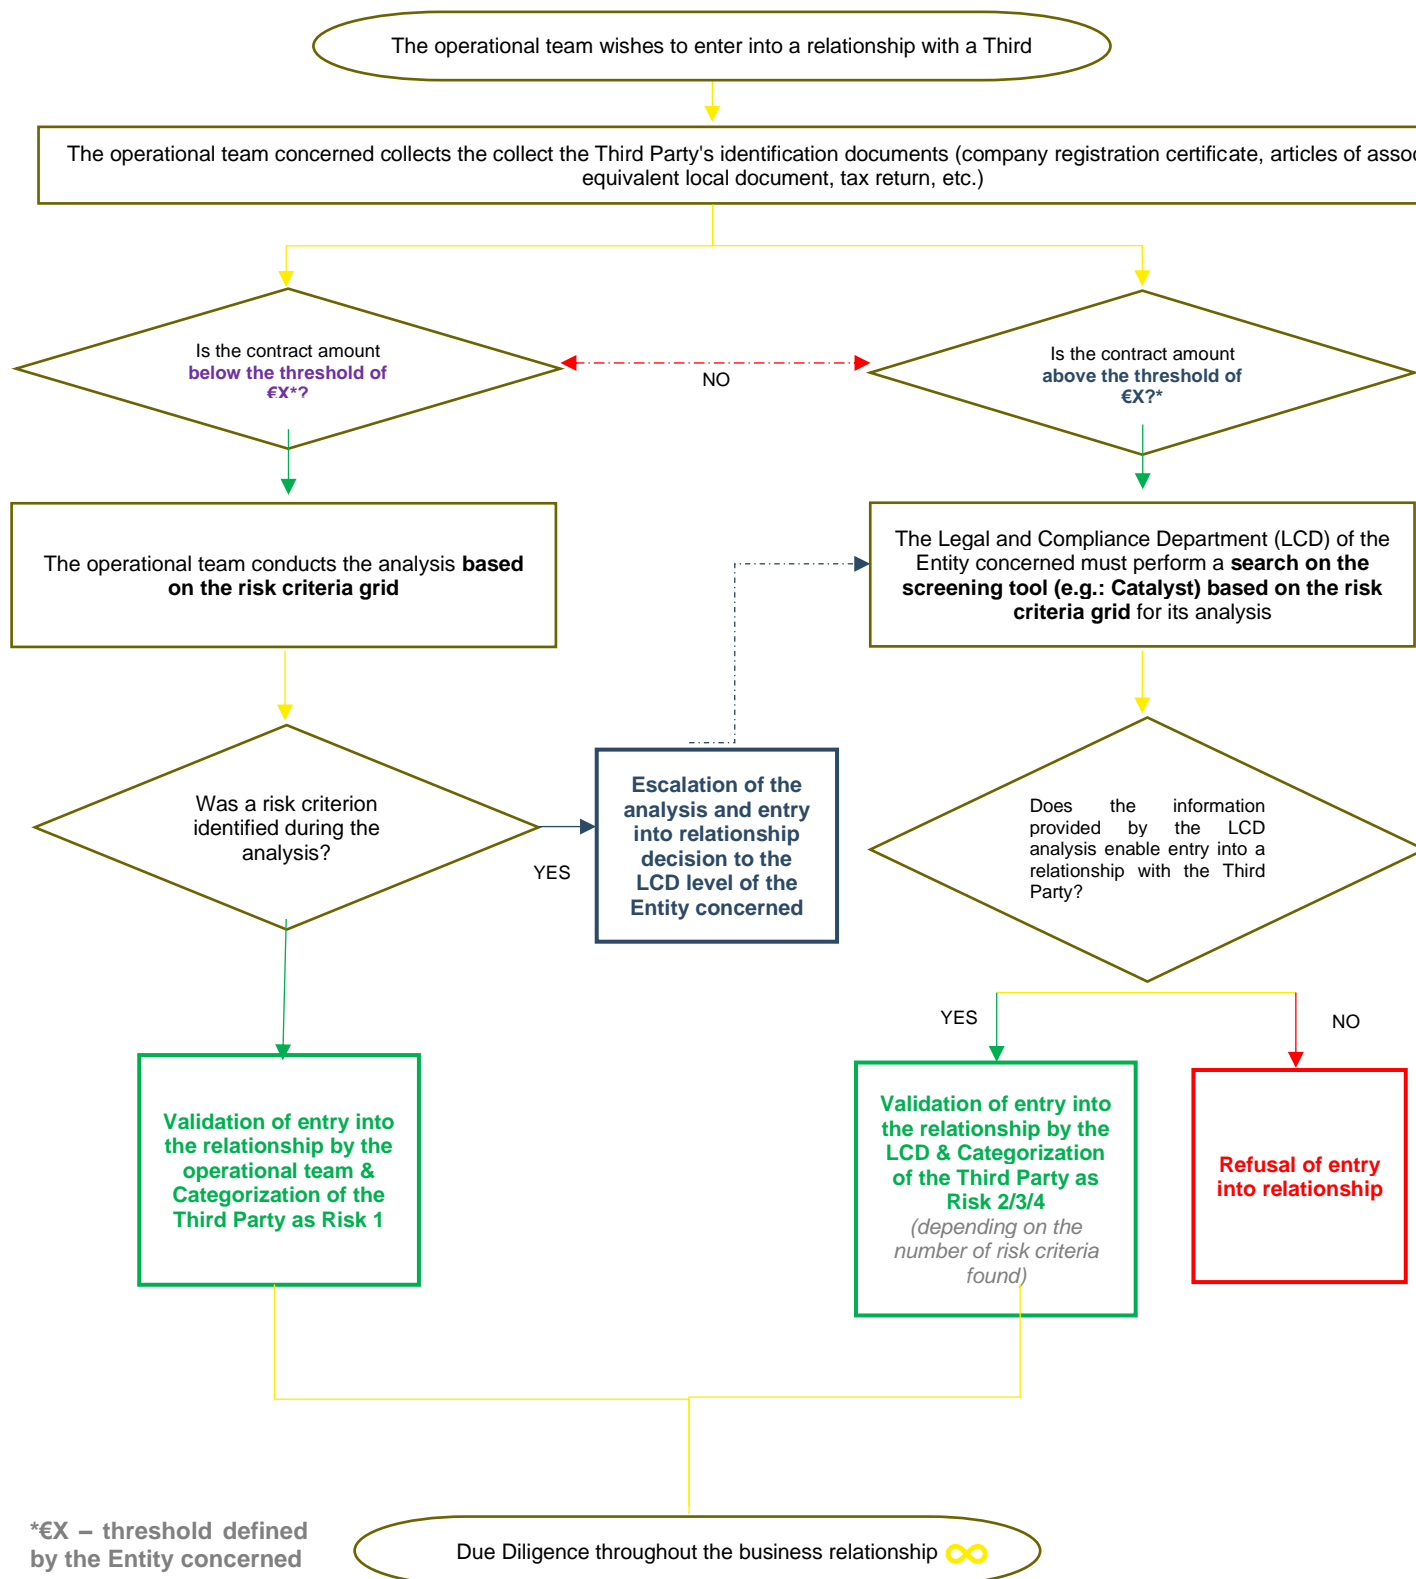 The operational team wishes to enter into a relationship with a Third
The operational team concerned collects the collect the Third Party's identification documents (company registration certificate, articles of assoc
equivalent local document, tax return, etc.)
Is the contract amount
below the threshold of
€X*?
NO
Is the contract amount
above the threshold of
€X?*
The operational team conducts the analysis based
on the risk criteria grid
The Legal and Compliance Department (LCD) of the
Entity concerned must perform a search on the
screening tool (e.g.: Catalyst) based on the risk
criteria grid for its analysis
Was a risk criterion
identified during the
analysis?
YES
Escalation of the
analysis and entry
into relationship
decision to the
LCD level of the
Entity concerned
Does the information
provided by the LCD
analysis enable entry into a
relationship with the Third
Party?
YES
NO
Validation of entry into
the relationship by the
operational team &
Categorization of the
Third Party as Risk 1
Validation of entry into
the relationship by the
LCD & Categorization
of the Third Party as
Risk 2/3/4
(depending on the
number of risk criteria
found)
Refusal of entry
into relationship
*€X – threshold defined
by the Entity concerned
Due Diligence throughout the business relationship